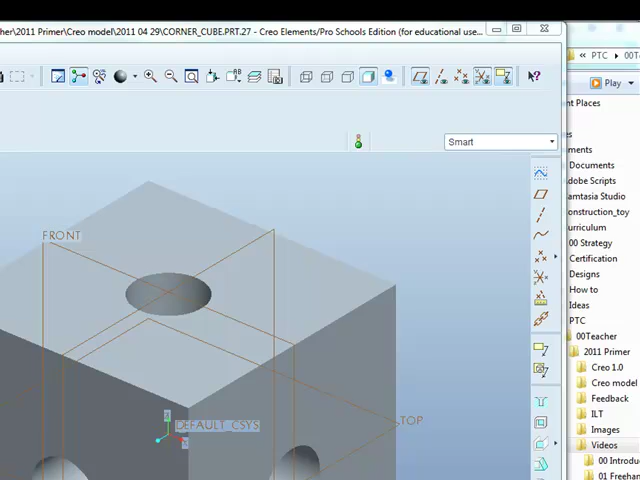 her\2011 Primer\Creo model\2011 04 29\CORNER_CUBE.PRT.27 - Creo Elements/Pro Schools Edition (for educational use...
« PTC ▸ 00T
Play
nt Places
es
ments
Smart
Documents
dobe Scripts
amtasia Studio
onstruction_toy
urriculum
FRONT
00 Strategy
Certification
Designs
How to
Ideas
PTC
00Teacher
2011 Primer
Creo 1.0
Creo model
Feedback
ILT
TOP
DEFAULT_CSYS
Images
Videos
00 Introdu
01 Freehan